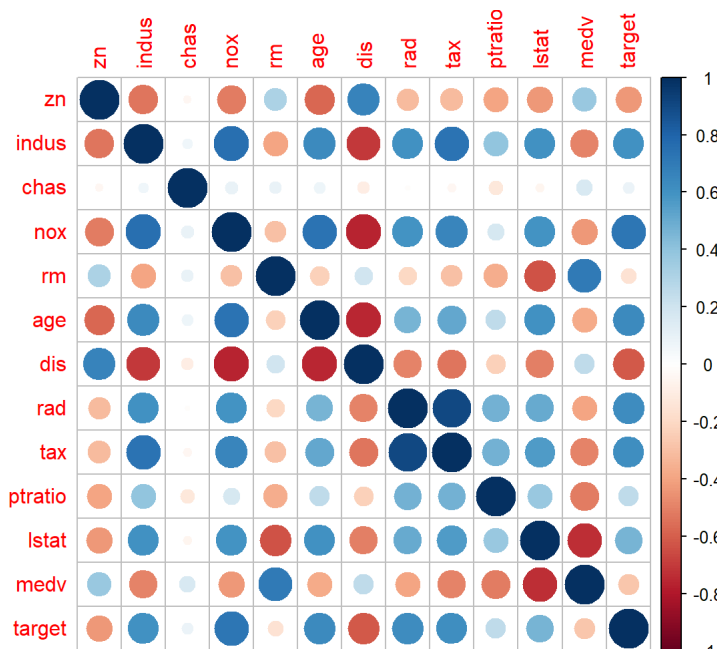 zn indus chas nox rm age dis rad tax ptratio lstat medv target
zn
indus
chas
nox
rm
age
dis
rad
tax
ptratio
lstat
medv
target
1
0.8
0.6
0.4
0.2
0
-0.2
-0.4
-0.6
-0.8
-1